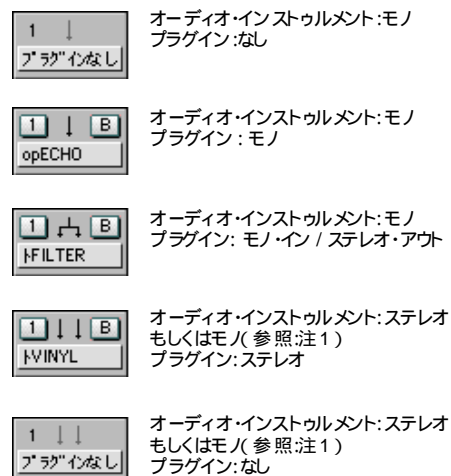 1 ↓
プラグインなし
オーディオ・インストゥルメント:モノ
プラグイン:なし
1 ↓ B
opECHO
オーディオ・インストゥルメント:モノ
プラグイン:モノ
1 B
FILTER
オーディオ・インストゥルメント:モノ
プラグイン: モノ・イン / ステレオ・アウト
1 ↓↓ B
VINYL
オーディオ・インストゥルメント:ステレオ
もしくはモノ(参照:注1)
プラグイン:ステレオ
1 ↓↓
プラグインなし
オーディオ・インストゥルメント:ステレオ
もしくはモノ(参照:注1)
プラグイン:なし